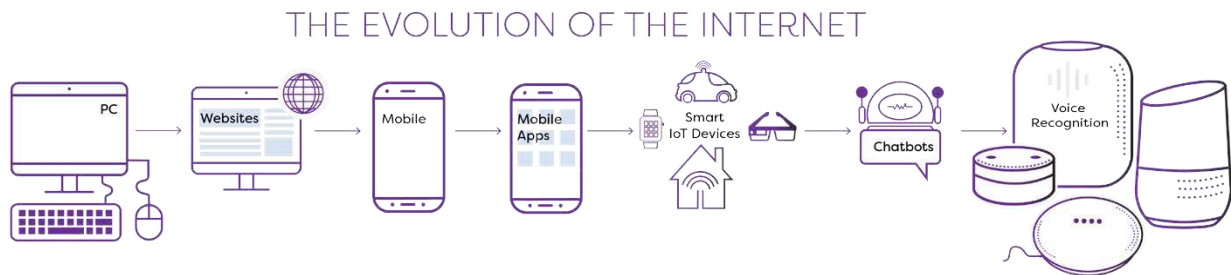 THE EVOLUTION OF THE INTERNET
PC
Websites
Mobile
Mobile
Apps
Smart
IoT Devices
Chatbots
Voice
Recognition